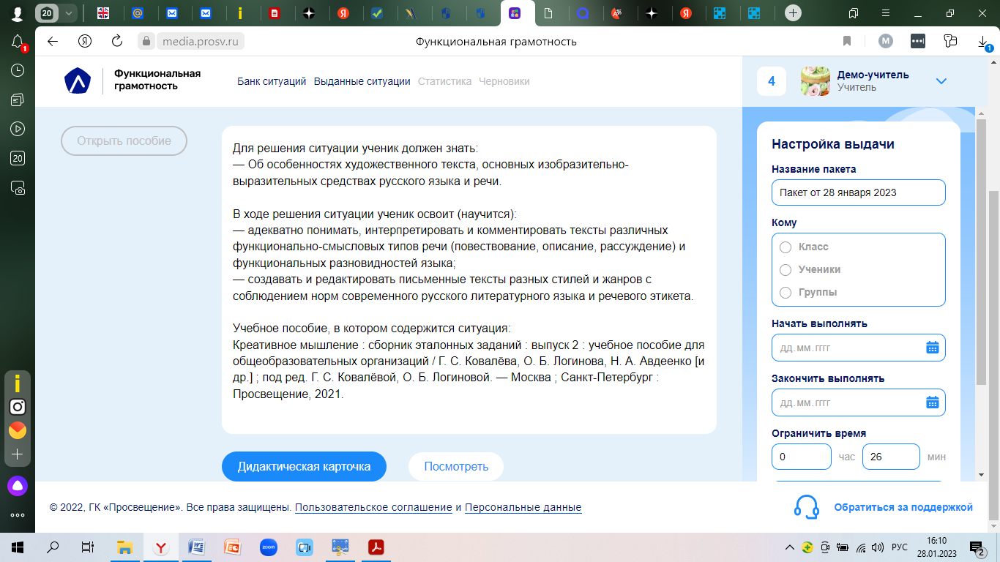 20
media.prosv.ru
Функциональная грамотность
М
1
1
20
Функциональная
грамотность
Банк ситуаций Выданные ситуации Статистика Черновики
4
Демо-учитель
Учитель
Открыть пособие
Для решения ситуации ученик должен знать:
— Об особенностях художественного текста, основных изобразительно-
выразительных средствах русского языка и речи.
В ходе решения ситуации ученик освоит (научится):
— адекватно понимать, интерпретировать и комментировать тексты различных
функционально-смысловых типов речи (повествование, описание, рассуждение) и
функциональных разновидностей языка;
— создавать и редактировать письменные тексты разных стилей и жанров с
соблюдением норм современного русского литературного языка и речевого этикета.
Учебное пособие, в котором содержится ситуация:
Креативное мышление : сборник эталонных заданий : выпуск 2 : учебное пособие для
общеобразовательных организаций / Г. С. Ковалёва, О. Б. Логинова, Н. А. Авдеенко [и
др.] ; под ред. Г. С. Ковалёвой, О. Б. Логиновой. — Москва ; Санкт-Петербург :
Просвещение, 2021.
Дидактическая карточка
Посмотреть
Настройка выдачи
Название пакета
Пакет от 28 января 2023
Кому
Класс
Ученики
Группы
Начать выполнять
дд.мм.гггг
Закончить выполнять
дд.мм.гггг
Ограничить время
0 час 26 мин
© 2022, ГК «Просвещение». Все права защищены. Пользовательское соглашение и Персональные данные
Обратиться за поддержкой
zoom
РУС
16:10
28.01.2023
2